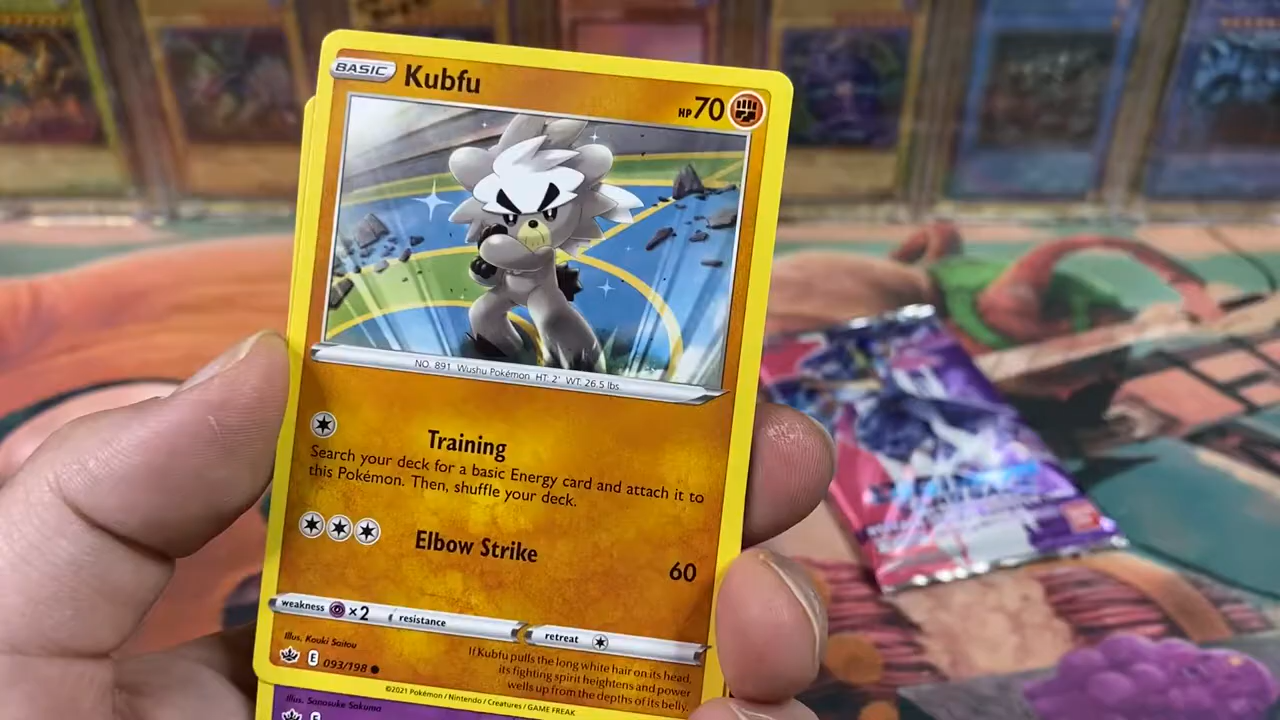 BASIC Kubfu HP 70
NO. 891 Wushu Pokémon HT: 2' WT: 26.5 lbs.
Training
Search your deck for a basic Energy card and attach it to
this Pokémon. Then, shuffle your deck.
Elbow Strike 60
weakness ×2 resistance retreat
Illus. Kouki Saitou
E 093/198
If Kubfu pulls the long white hair on its head,
its fighting spirit heightens and power
wells up from the depths of its belly.
©2021 Pokémon / Nintendo / Creatures / GAME FREAK
Illus. Sanosuke Sakuma